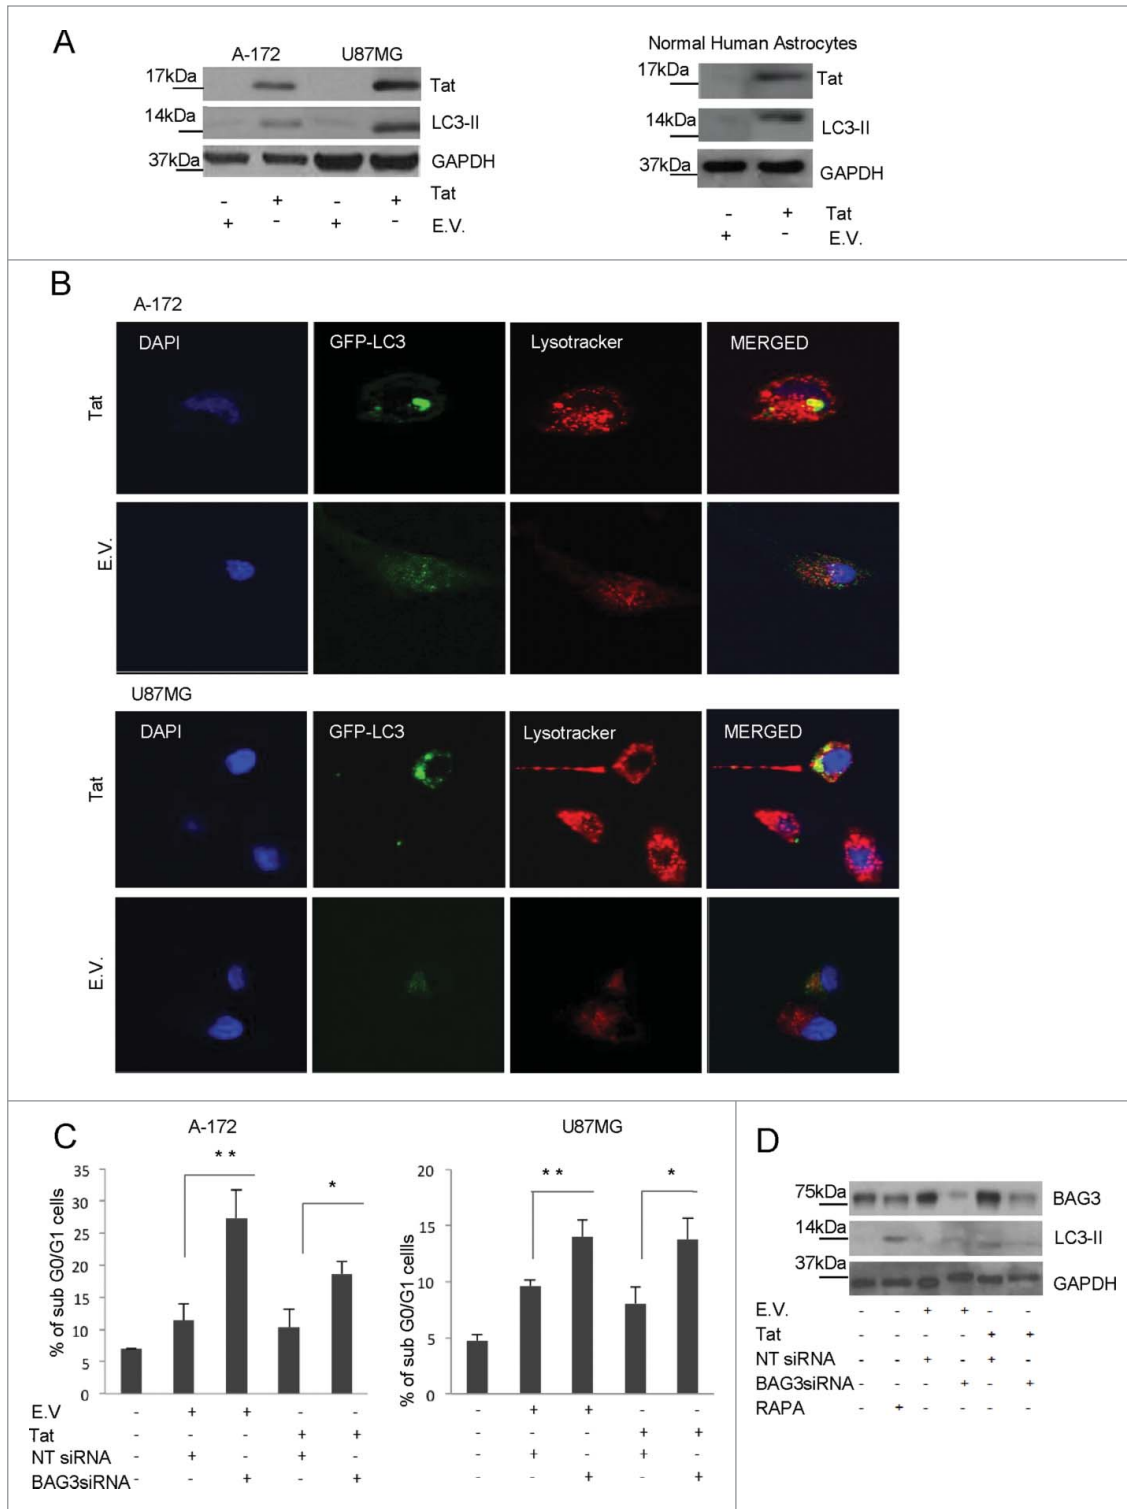 A
A-172 U87MG
17kDa Tat
14kDa LC3-II
37kDa GAPDH
- + - + Tat
+ - + - E.V.
Normal Human Astrocytes
17kDa Tat
14kDa LC3-II
37kDa GAPDH
- + Tat
+ - E.V.
B
A-172
DAPI GFP-LC3 Lysotracker MERGED
Tat
E.V.
U87MG
DAPI GFP-LC3 Lysotracker MERGED
Tat
E.V.
C
A-172
% of sub G0/G1 cells
35
30
25
20
15
10
5
0
* *
*
E.V - + + - -
Tat - - - + +
NT siRNA - + - + -
BAG3siRNA - - + - +
U87MG
% of sub G0/G1 cellls
20
15
10
5
0
* *
*
- + + - -
- - - + +
- + - + -
- - + - +
D
75kDa BAG3
14kDa LC3-II
37kDa GAPDH
E.V. - - + + - -
Tat - - - - + +
NT siRNA - - + - + -
BAG3siRNA - - - + - +
RAPA - + - - - -